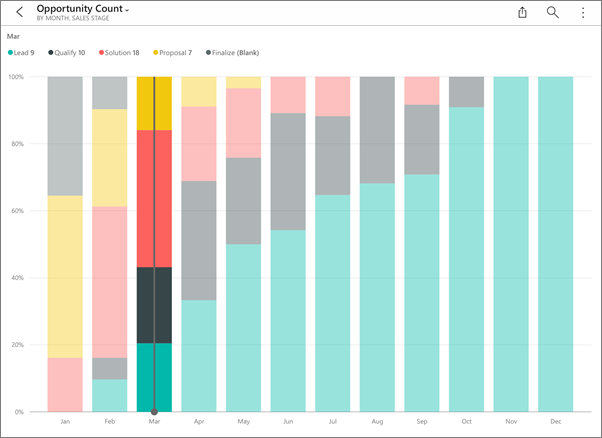 Opportunity Count
BY MONTH, SALES STAGE
Mar
Lead 9 Qualify 10 Solution 18 Proposal 7 Finalize (Blank)
100%
80%
60%
40%
20%
0%
Jan Feb Mar Apr May Jun Jul Aug Sep Oct Nov Dec